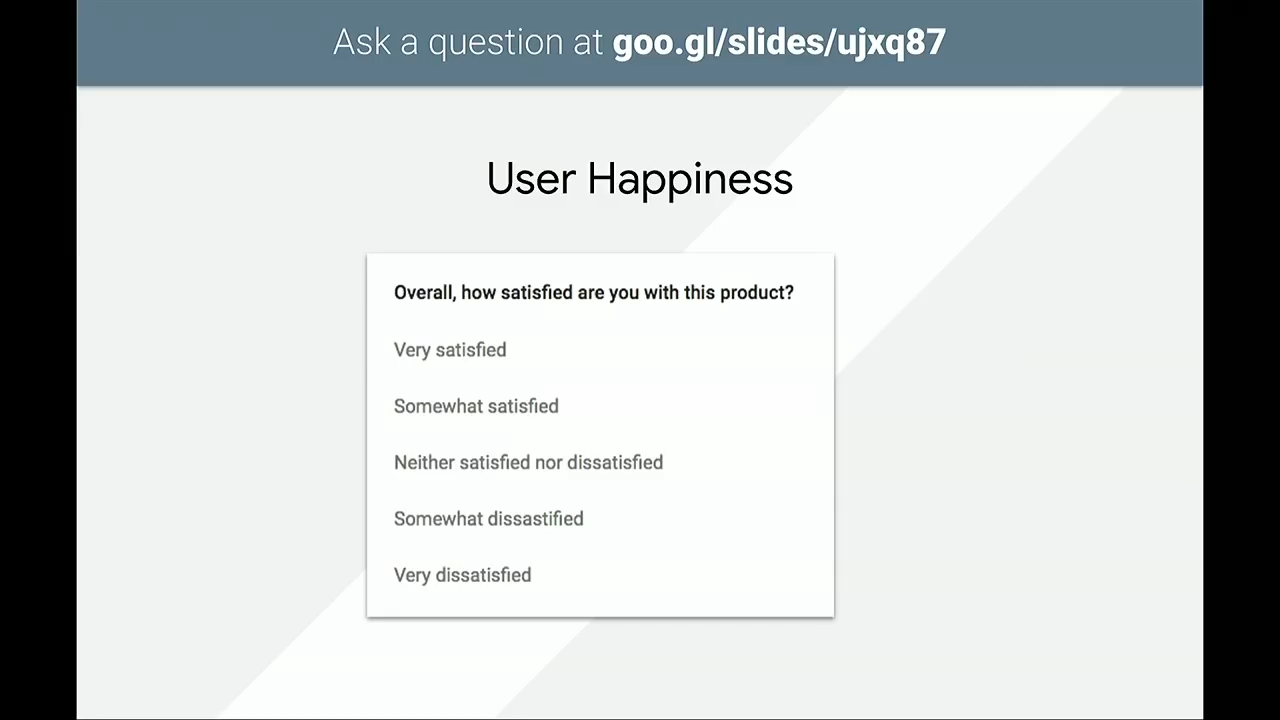 Ask a question at goo.gl/slides/ujxq87
User Happiness
Overall, how satisfied are you with this product?
Very satisfied
Somewhat satisfied
Neither satisfied nor dissatisfied
Somewhat dissastified
Very dissatisfied